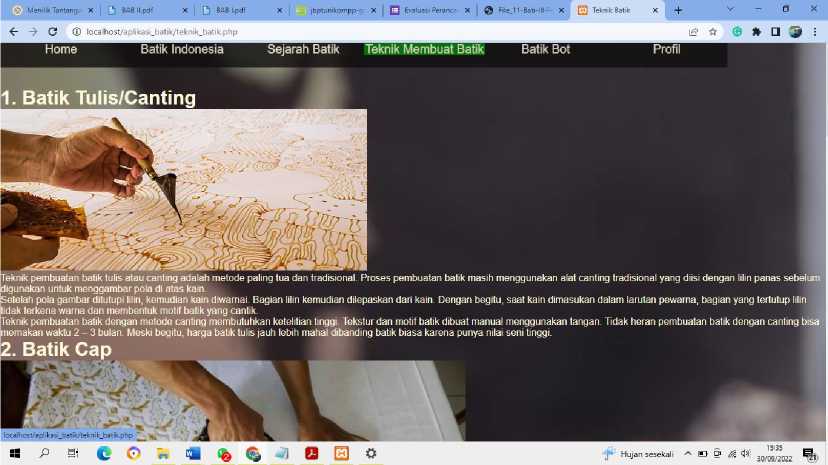 Menilik Tantanga
BAB II.pdf
BAB I.pdf
jbptunikompp-g
Evaluasi Peranca
File_11-Bab-III-F
Teknik Batik
localhost/aplikasi_batik/teknik_batik.php
Home Batik Indonesia Sejarah Batik Teknik Membuat Batik Batik Bot Profil
1. Batik Tulis/Canting
Teknik pembuatan batik tulis atau canting adalah metode paling tua dan tradisional. Proses pembuatan batik masih menggunakan alat canting tradisional yang diisi dengan lilin panas sebelum
digunakan untuk menggambar pola di atas kain.
Setelah pola gambar ditutupi lilin, kemudian kain diwarnai. Bagian lilin kemudian dilepaskan dari kain. Dengan begitu, saat kain dimasukan dalam larutan pewarna, bagian yang tertutup lilin
tidak terkena warna dan membentuk motif batik yang cantik.
Teknik pembuatan batik dengan metode canting membutuhkan ketelitian tinggi. Tekstur dan motif batik dibuat manual menggunakan tangan. Tidak heran pembuatan batik dengan canting bisa
memakan waktu 2 – 3 bulan. Meski begitu, harga batik tulis jauh lebih mahal dibanding batik biasa karena punya nilai seni tinggi.
2. Batik Cap
localhost/aplikasi_batik/teknik_batik.php
Hujan sesekali
15:35
30/09/2022
21